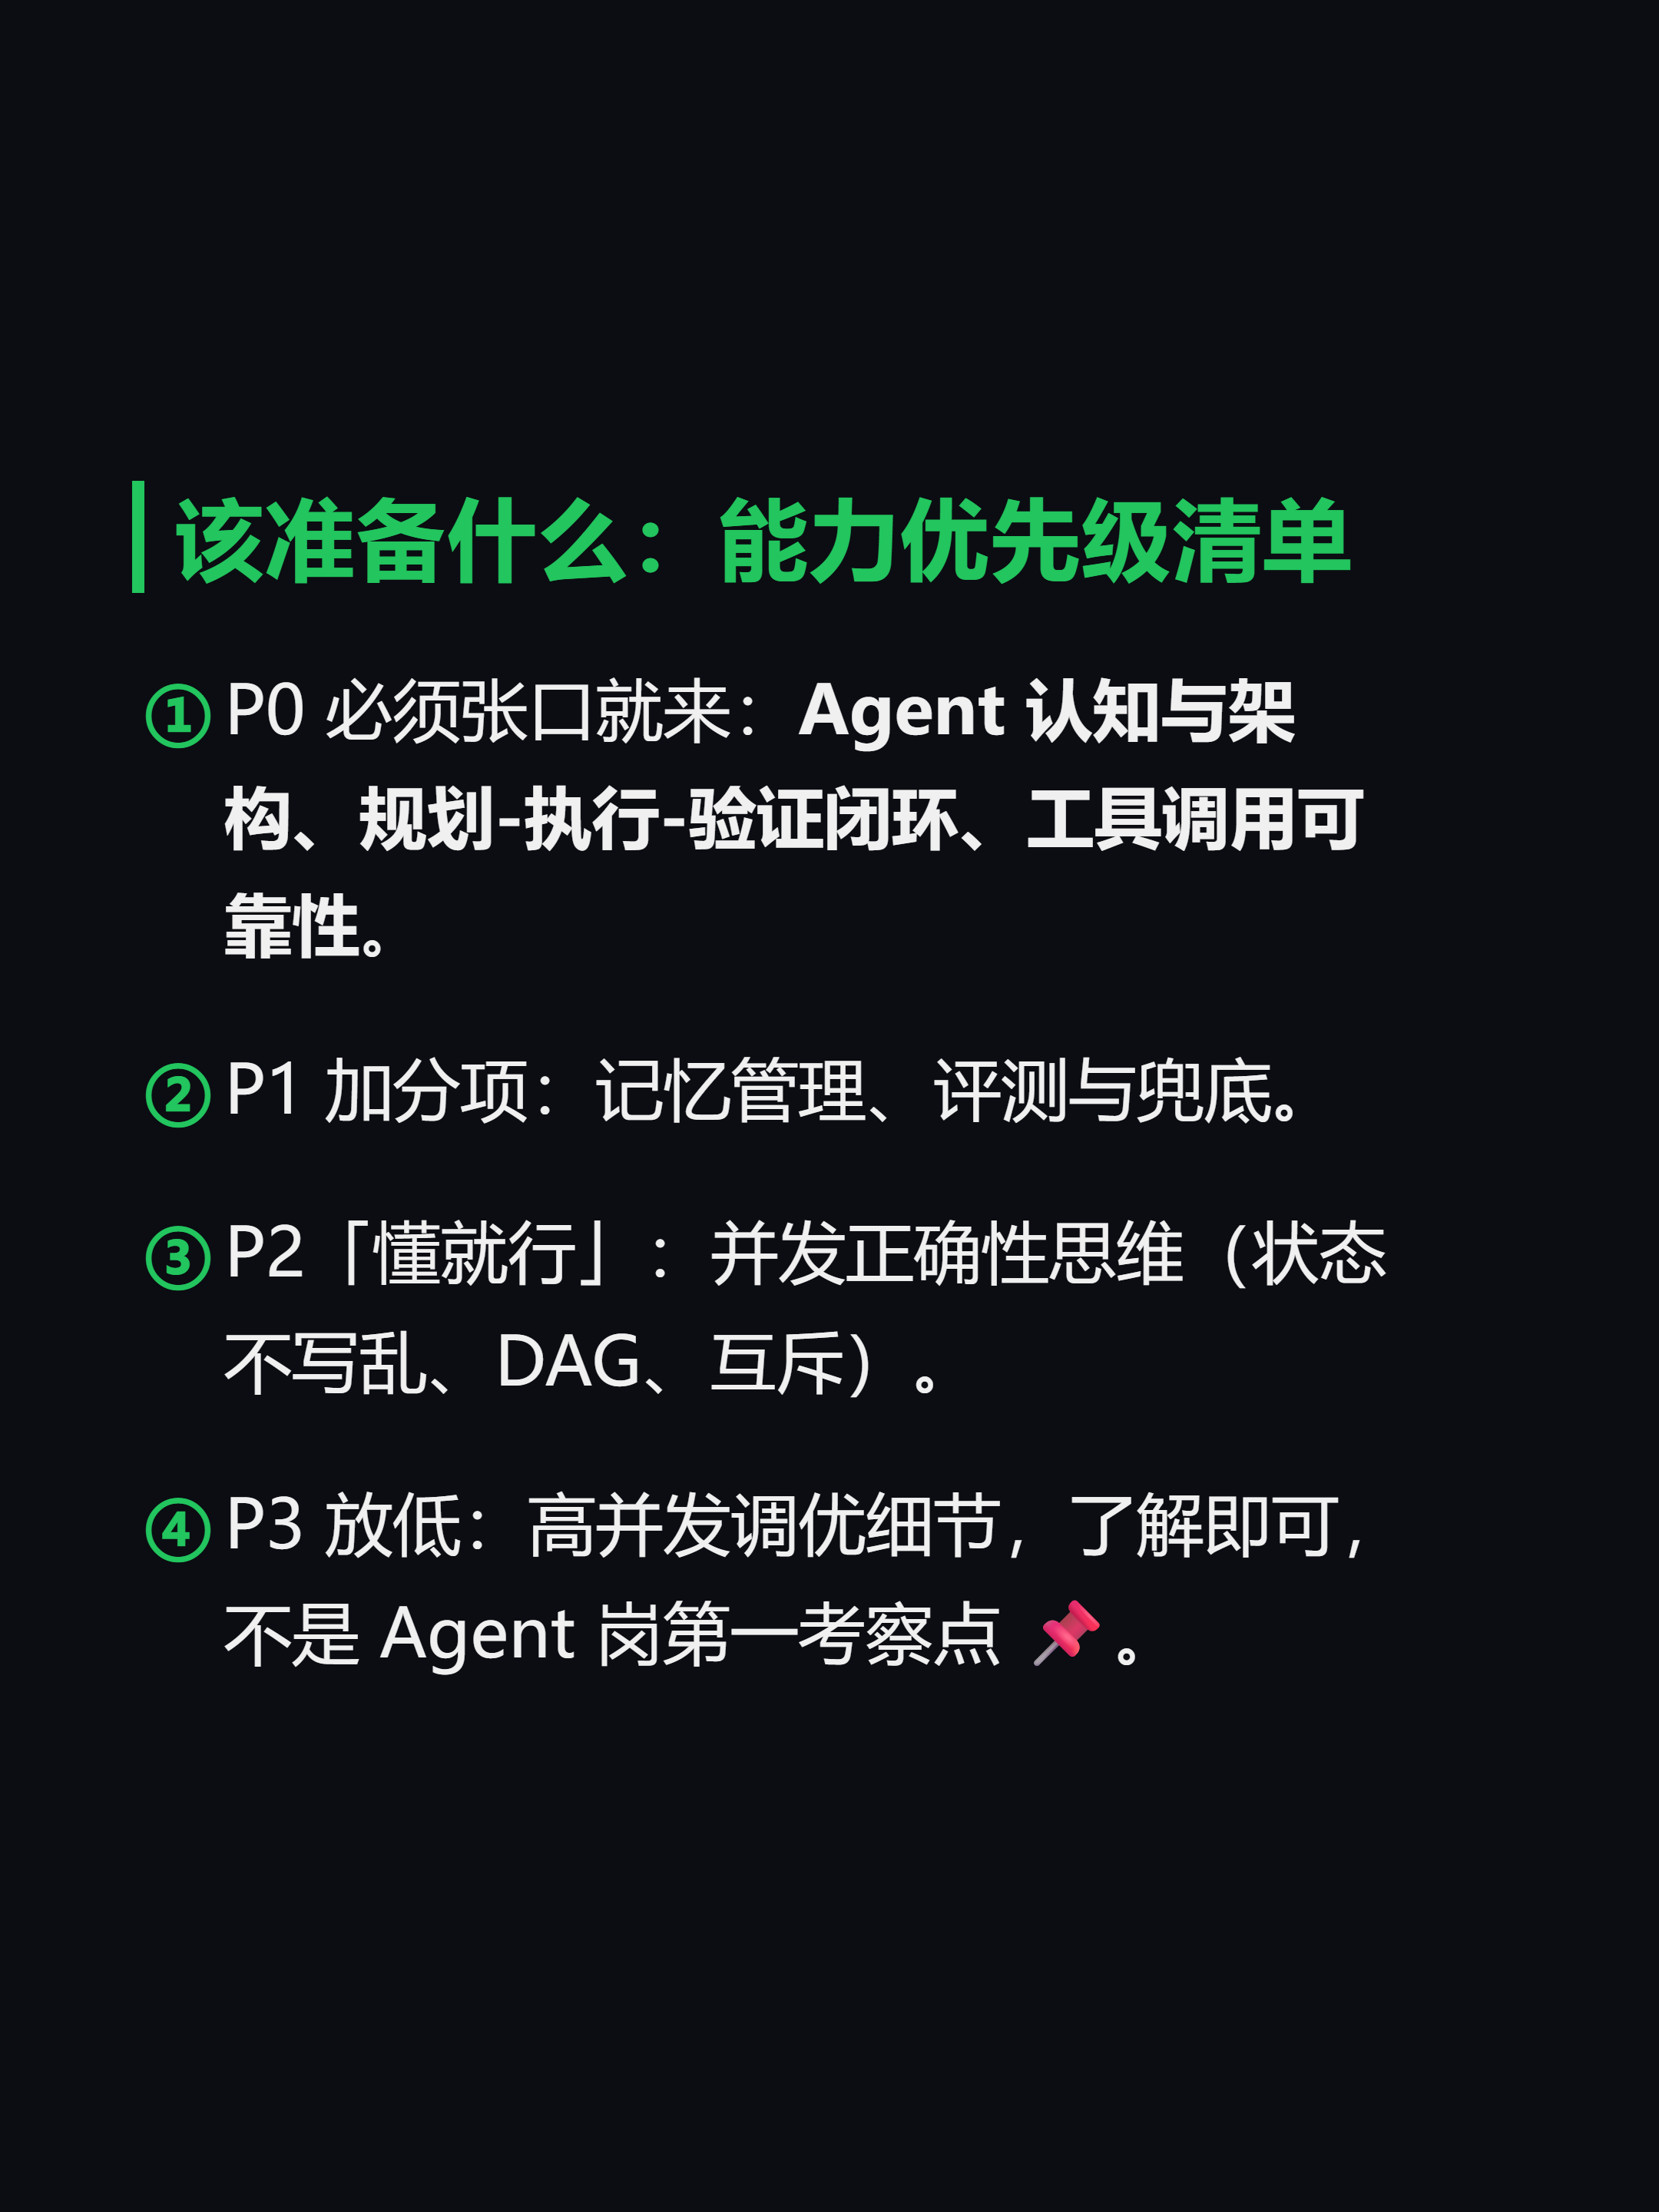 该准备什么：能力优先级清单
① P0 必须张口就来：Agent 认知与架
构、规划-执行-验证闭环、工具调用可
靠性。
② P1 加分项：记忆管理、评测与兜底。
③ P2「懂就行」：并发正确性思维（状态
不写乱、DAG、互斥）。
④ P3 放低：高并发调优细节，了解即可，
不是 Agent 岗第一考察点 📌。